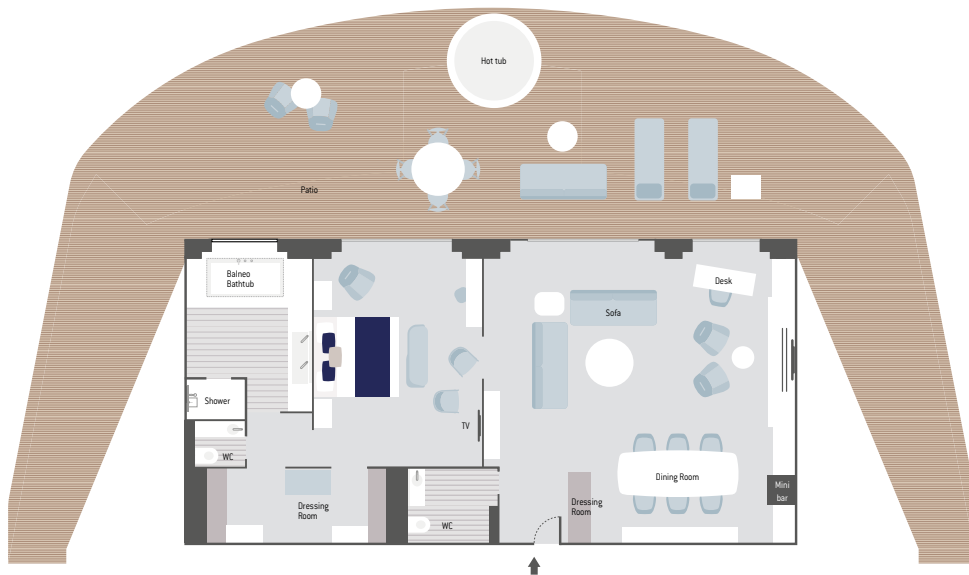 Hot tub
Patio
Balneo
Bathtub
Desk
Sofa
Shower
TV
WC
Dining Room
Mini
bar
Dressing
Room
Dressing
Room
WC